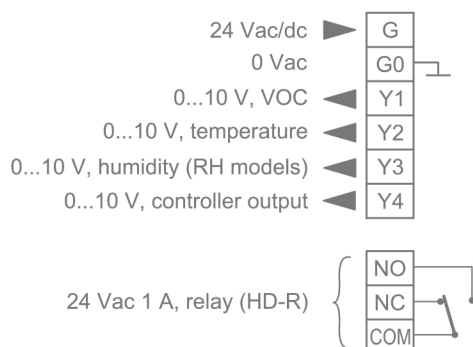 24 Vac/dc G
0 Vac G0
0...10 V, VOC Y1
0...10 V, temperature Y2
0...10 V, humidity (RH models) Y3
0...10 V, controller output Y4
NO
24 Vac 1 A, relay (HD-R) NC
COM